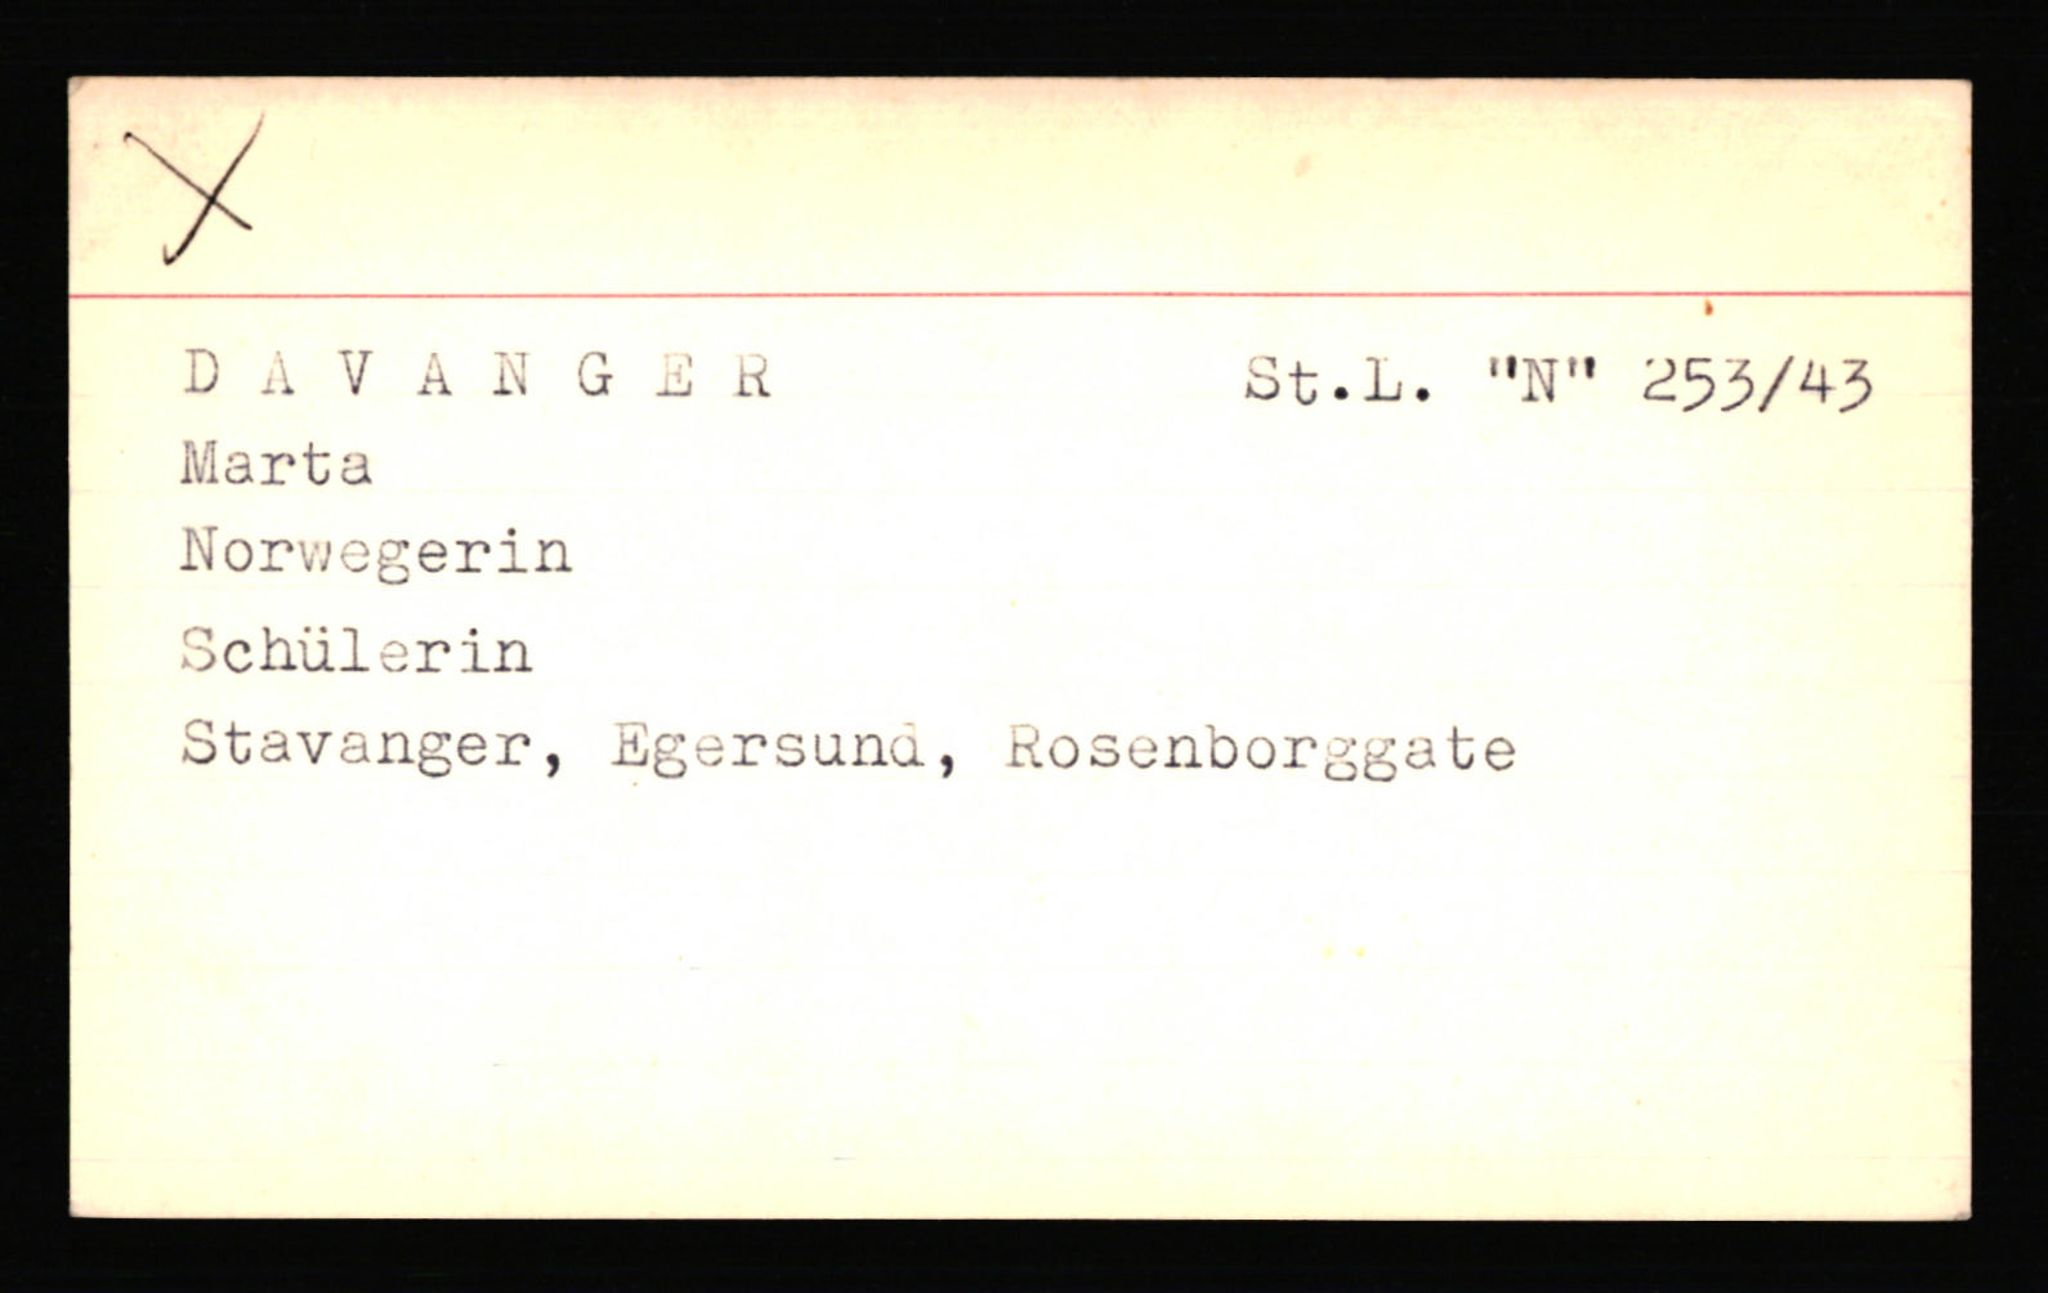 X
D A V A N G E R St.L. "N" 253/43
Marta
Norwegerin
Schülerin
Stavanger, Egersund, Rosenborggate